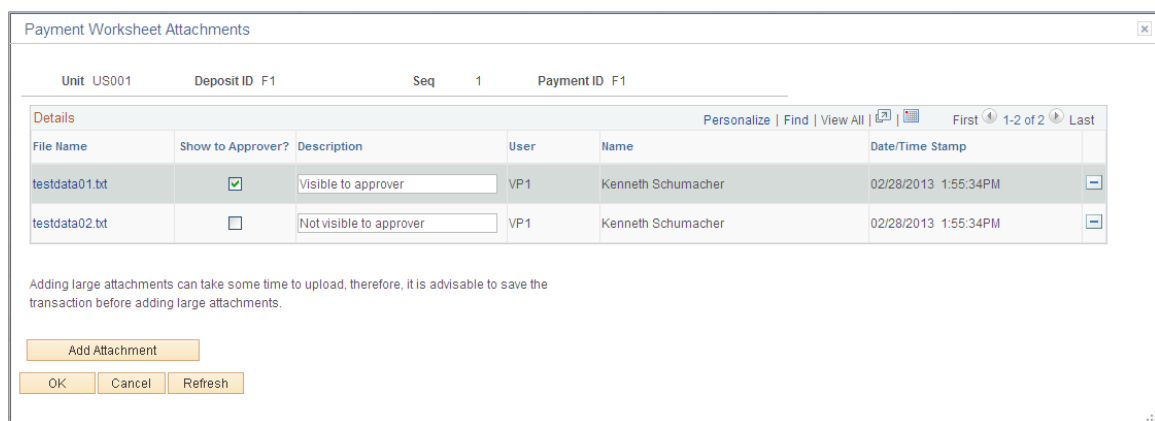 Payment Worksheet Attachments
Unit US001 Deposit ID F1 Seq 1 Payment ID F1
Details Personalize | Find | View All | | First 1-2 of 2 Last
File Name Show to Approver? Description User Name Date/Time Stamp
testdata01.txt Visible to approver VP1 Kenneth Schumacher 02/28/2013 1:55:34PM
testdata02.txt Not visible to approver VP1 Kenneth Schumacher 02/28/2013 1:55:34PM
Adding large attachments can take some time to upload, therefore, it is advisable to save the
transaction before adding large attachments.
Add Attachment
OK Cancel Refresh